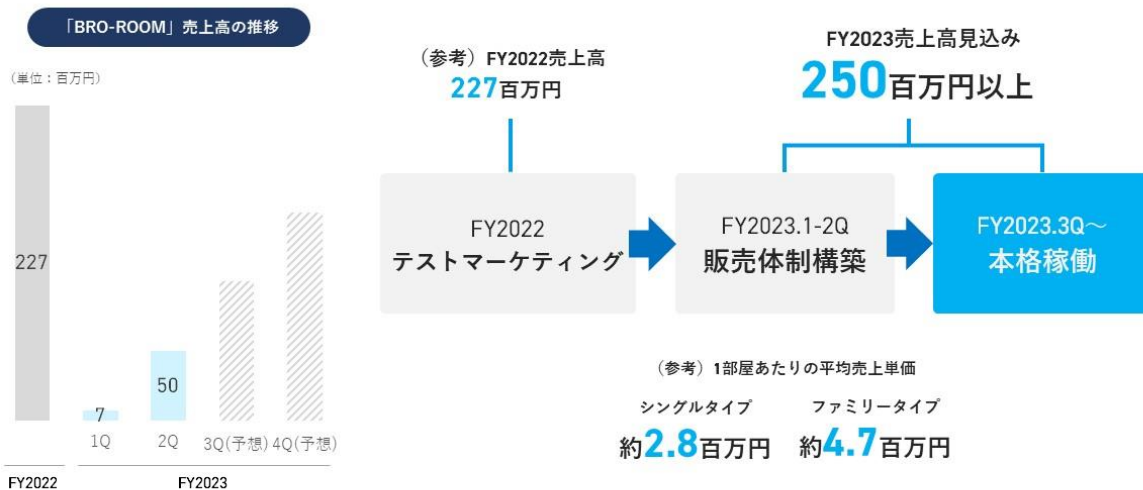 「BRO-ROOM」売上高の推移
（単位：百万円）
227
7
50
1Q
2Q
3Q(予想)
4Q(予想)
FY2022
FY2023
（参考）FY2022売上高
227百万円
FY2023売上高見込み
250百万円以上
FY2022
テストマーケティング
FY2023.1-2Q
販売体制構築
FY2023.3Q～
本格稼働
（参考）1部屋あたりの平均売上単価
シングルタイプ
約2.8百万円
ファミリータイプ
約4.7百万円